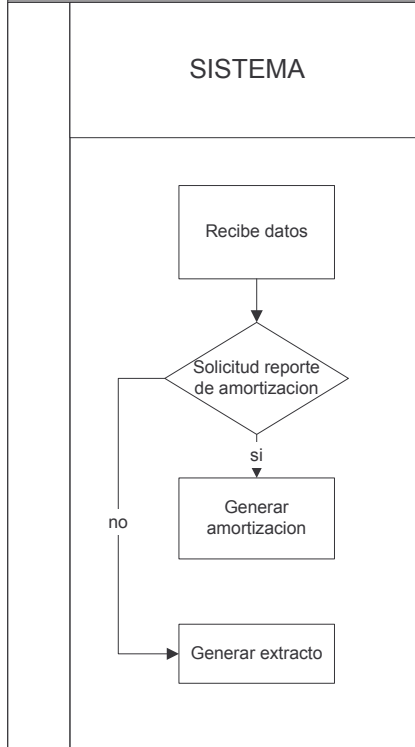 SISTEMA
Recibe datos
Solicitud reporte
de amortizacion
si
Generar
amortizacion
no
Generar extracto